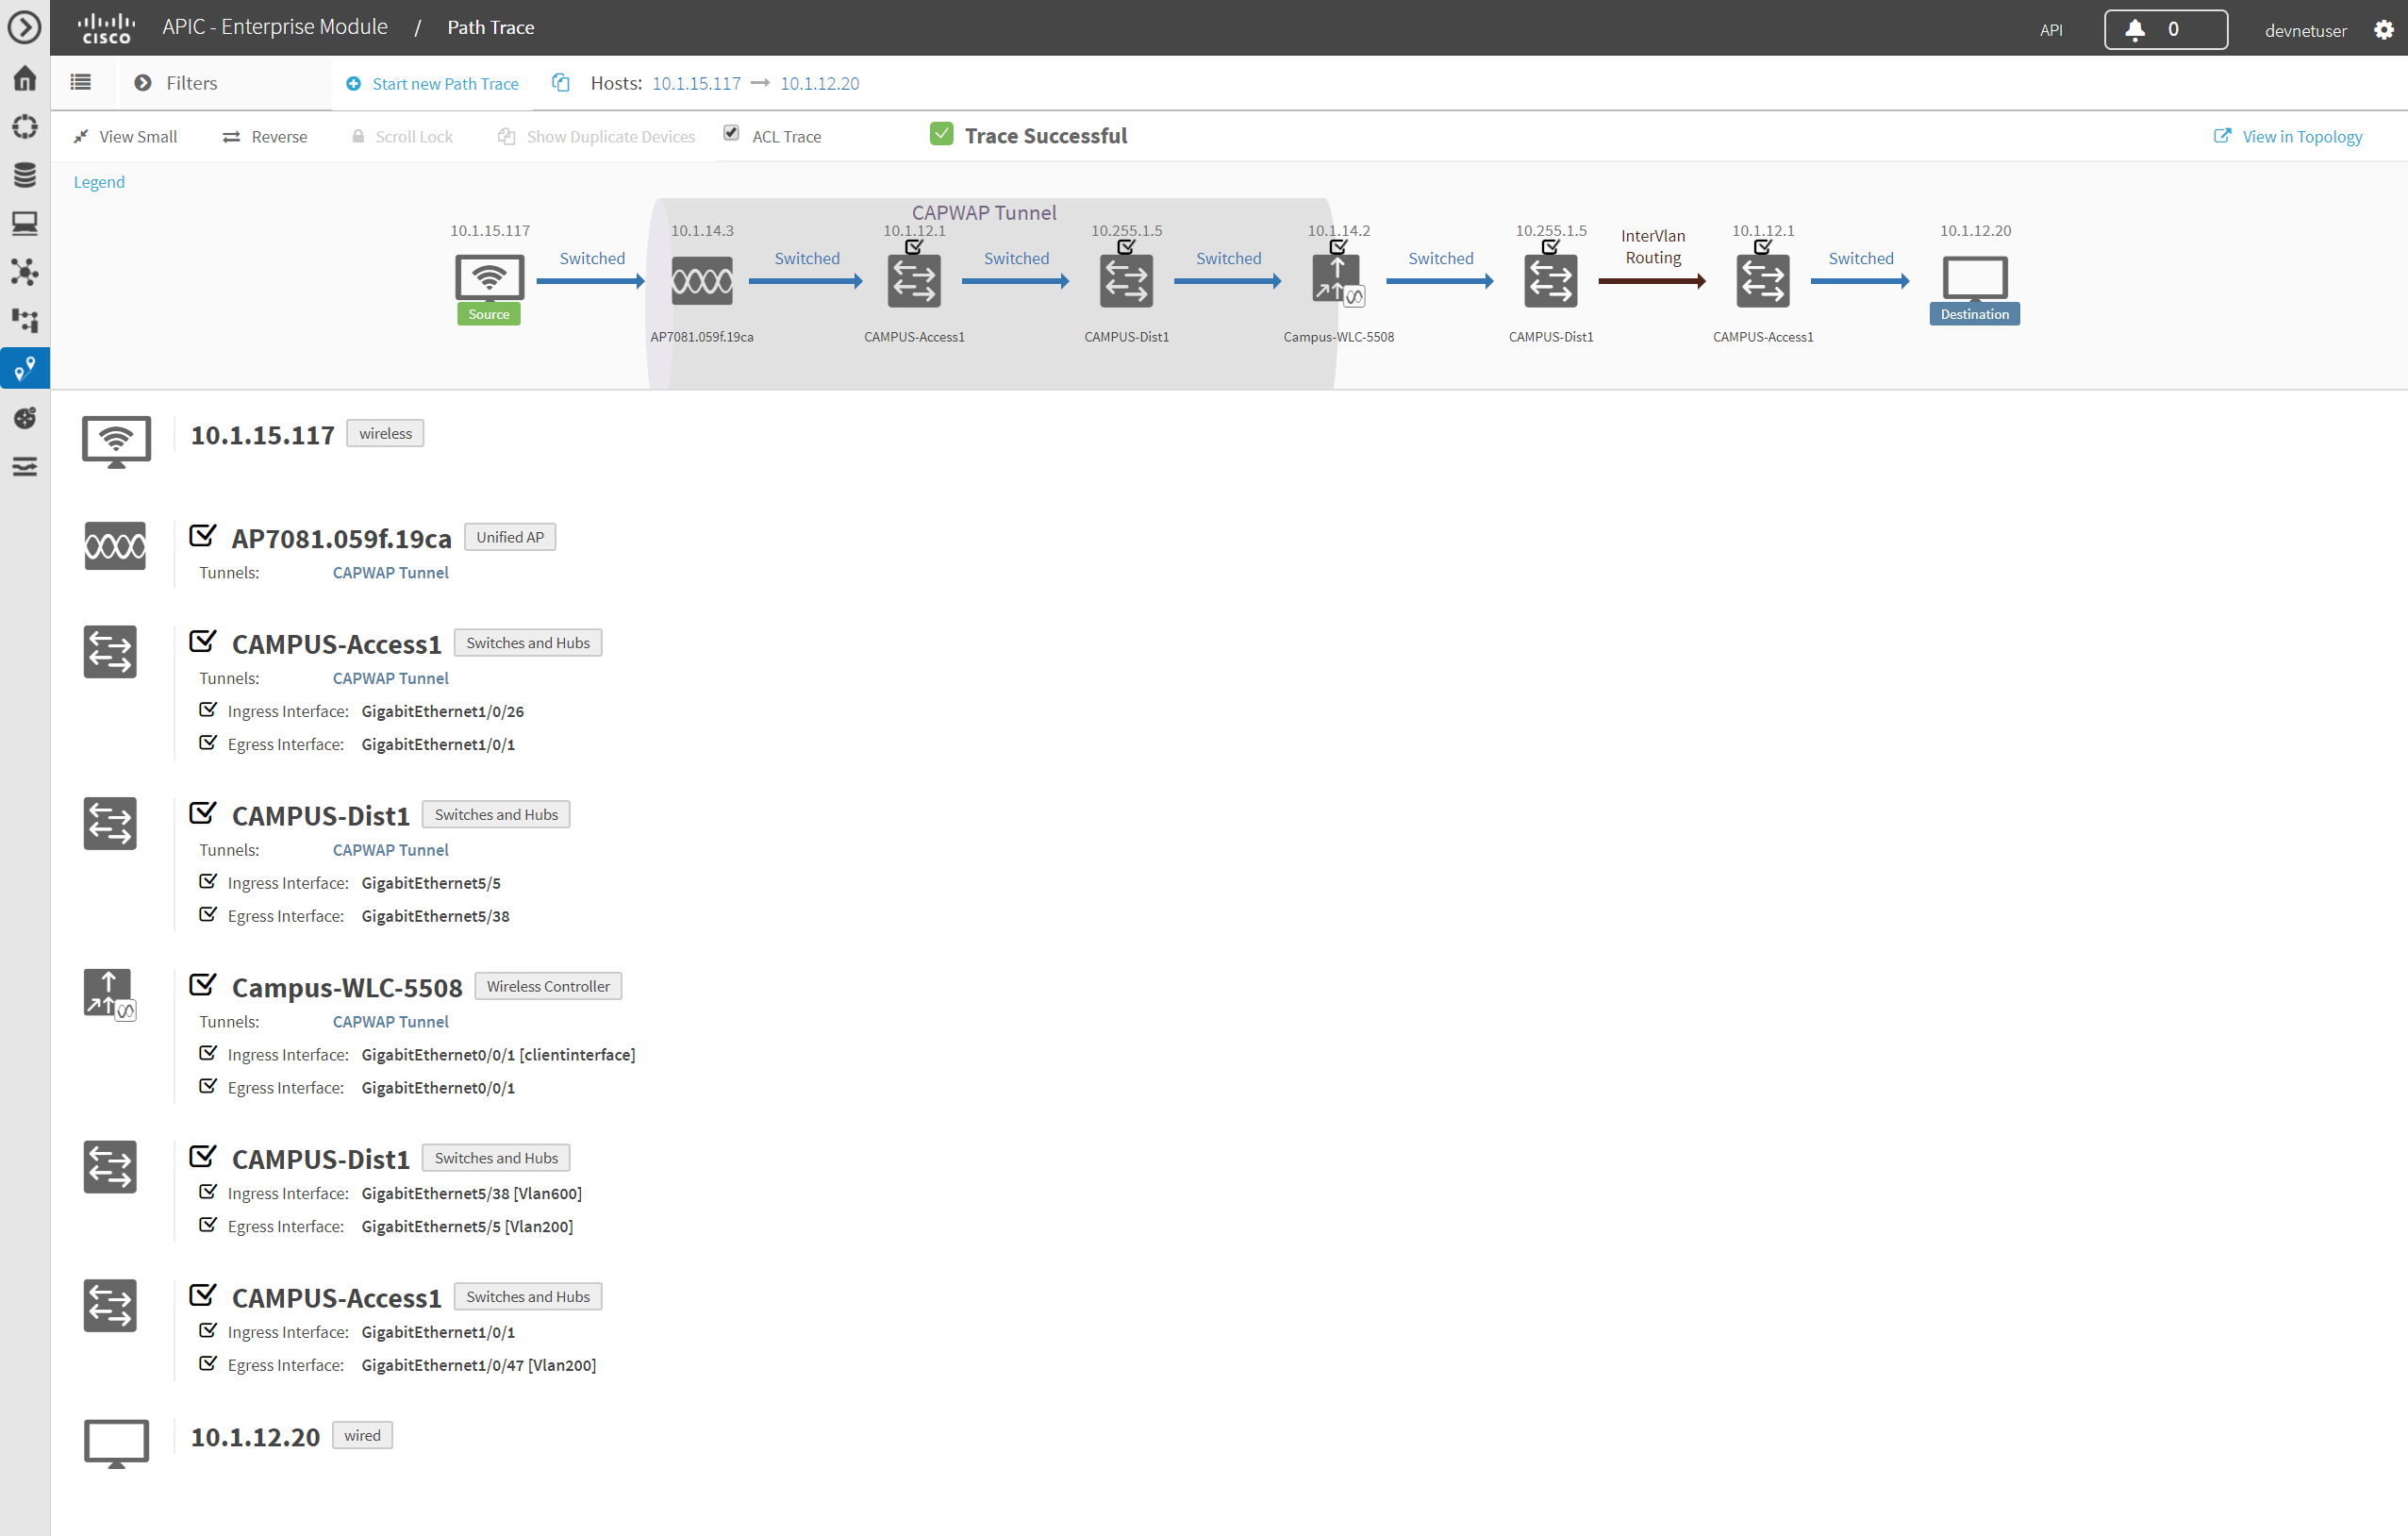 CISCO APIC - Enterprise Module / Path Trace API 0 devnetuser
Filters Start new Path Trace Hosts: 10.1.15.117 10.1.12.20
View Small Reverse Scroll Lock Show Duplicate Devices ACL Trace Trace Successful View in Topology
Legend
CAPWAP Tunnel
10.1.15.117 10.1.14.3 10.1.12.1 10.255.1.5 10.1.14.2 10.255.1.5 10.1.12.1 10.1.12.20
Switched Switched Switched Switched Switched InterVlan Routing Switched
Source Destination
AP7081.059f.19ca CAMPUS-Access1 CAMPUS-Dist1 Campus-WLC-5508 CAMPUS-Dist1 CAMPUS-Access1
10.1.15.117 wireless
AP7081.059f.19ca Unified AP
Tunnels: CAPWAP Tunnel
CAMPUS-Access1 Switches and Hubs
Tunnels: CAPWAP Tunnel
Ingress Interface: GigabitEthernet1/0/26
Egress Interface: GigabitEthernet1/0/1
CAMPUS-Dist1 Switches and Hubs
Tunnels: CAPWAP Tunnel
Ingress Interface: GigabitEthernet5/5
Egress Interface: GigabitEthernet5/38
Campus-WLC-5508 Wireless Controller
Tunnels: CAPWAP Tunnel
Ingress Interface: GigabitEthernet0/0/1 [clientinterface]
Egress Interface: GigabitEthernet0/0/1
CAMPUS-Dist1 Switches and Hubs
Ingress Interface: GigabitEthernet5/38 [Vlan600]
Egress Interface: GigabitEthernet5/5 [Vlan200]
CAMPUS-Access1 Switches and Hubs
Ingress Interface: GigabitEthernet1/0/1
Egress Interface: GigabitEthernet1/0/47 [Vlan200]
10.1.12.20 wired